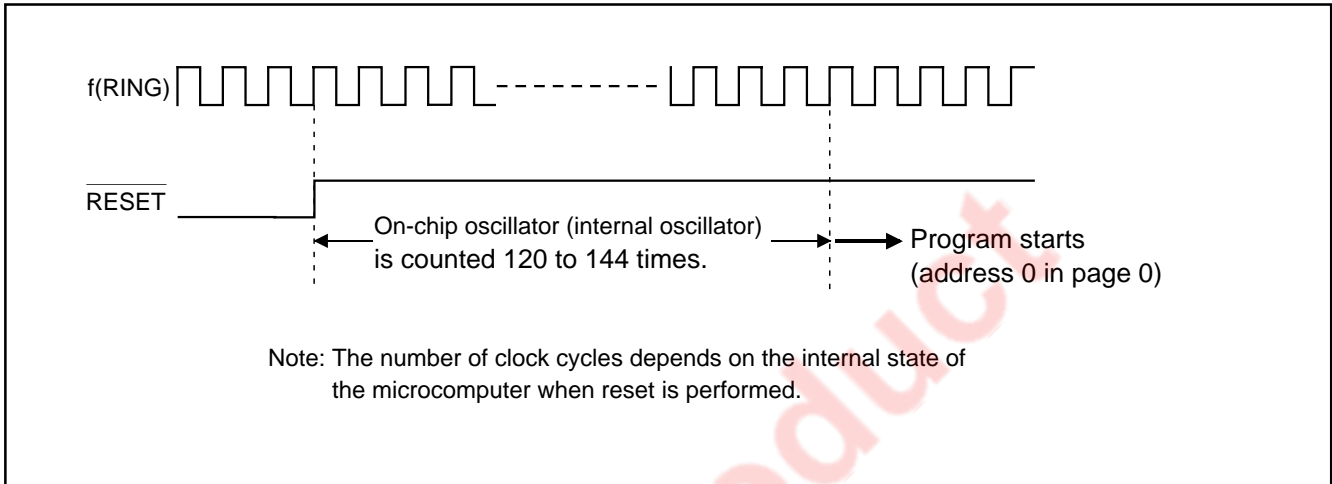 f(RING)
RESET
On-chip oscillator (internal oscillator)
is counted 120 to 144 times.
Program starts
(address 0 in page 0)
Note: The number of clock cycles depends on the internal state of
the microcomputer when reset is performed.